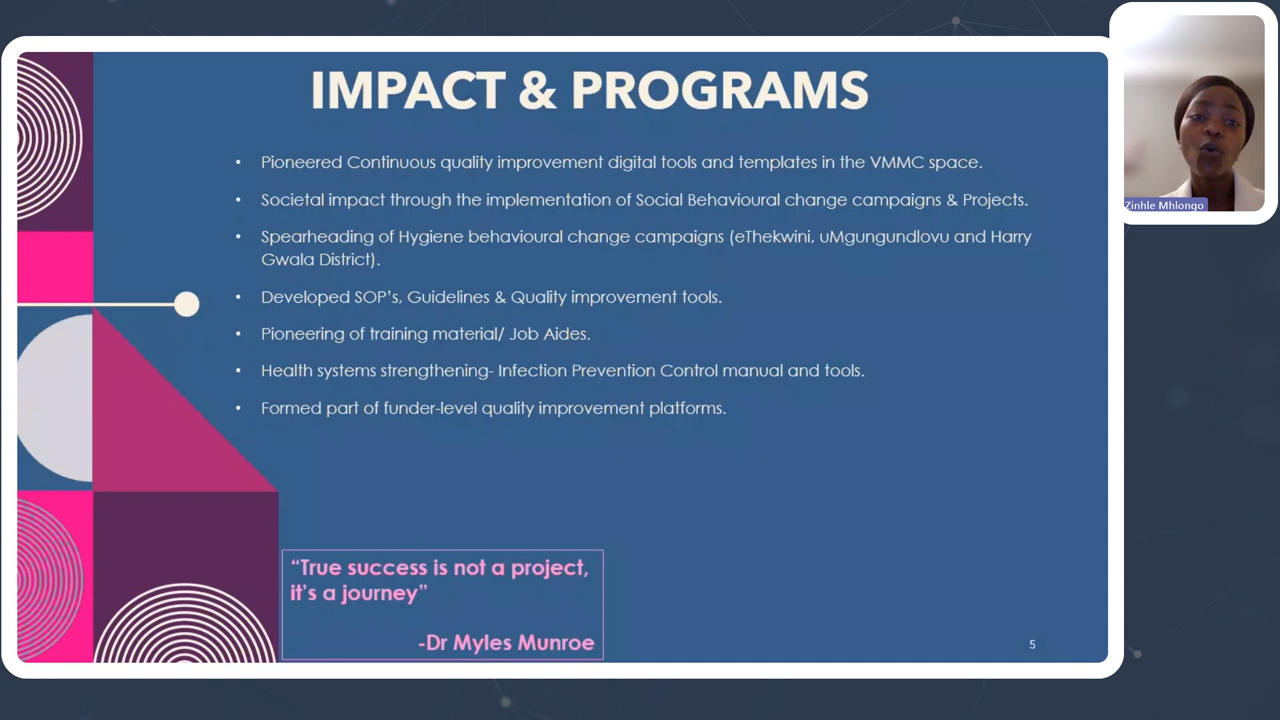 IMPACT & PROGRAMS
• Pioneered Continuous quality improvement digital tools and templates in the VMMC space.
• Societal impact through the implementation of Social Behavioural change campaigns & Projects.
• Spearheading of Hygiene behavioural change campaigns (eThekwini, uMgungundlovu and Harry
Gwala District).
• Developed SOP's, Guidelines & Quality improvement tools.
• Pioneering of training material/ Job Aides.
• Health systems strengthening- Infection Prevention Control manual and tools.
• Formed part of funder-level quality improvement platforms.
“True success is not a project,
it's a journey”
-Dr Myles Munroe
5
Zinhle Mhlongo